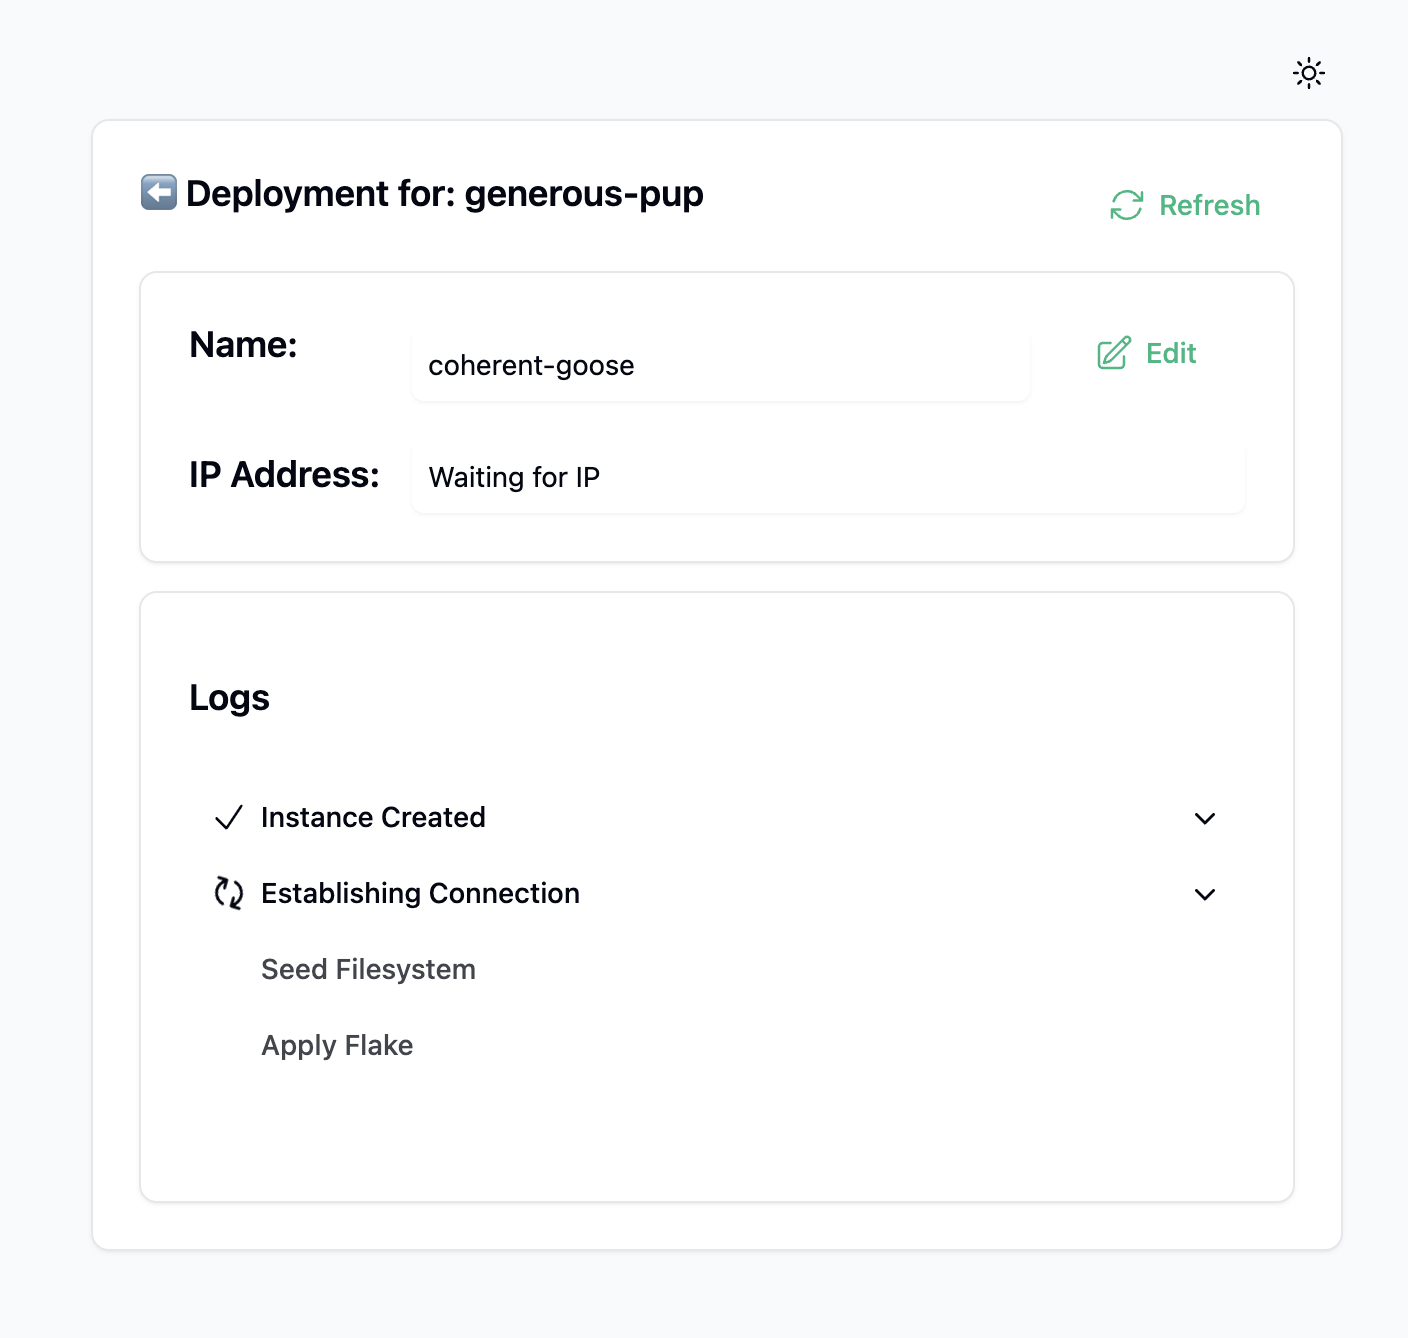 Deployment for: generous-pup
Refresh
Name:
coherent-goose
Edit
IP Address:
Waiting for IP
Logs
Instance Created
Establishing Connection
Seed Filesystem
Apply Flake